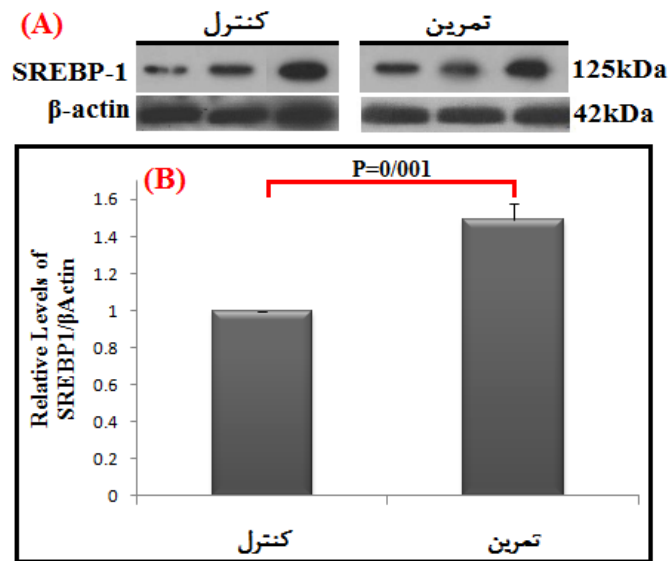 (A)
کنترل
تمرین
SREBP-1
125kDa
β-actin
42kDa
(B)
P=0/001
Relative Levels of
SREBP1/βActin
1.6
1.4
1.2
1
0.8
0.6
0.4
0.2
0
کنترل
تمرین